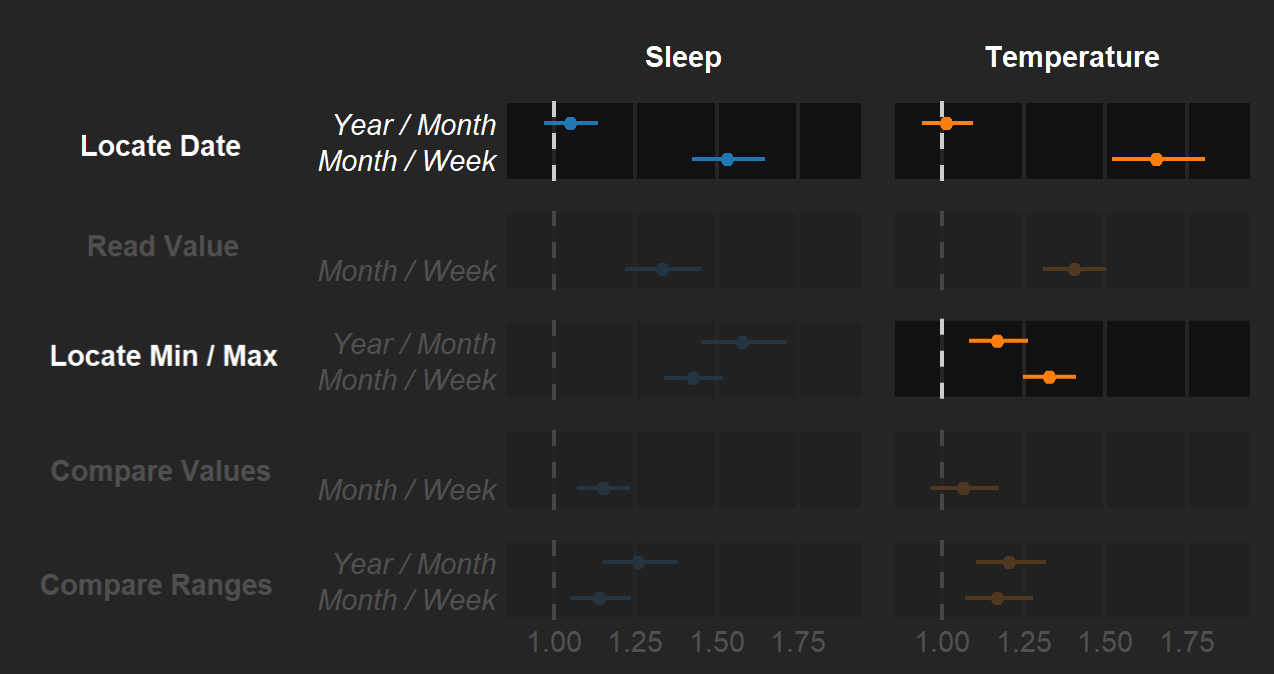 Sleep Temperature
Locate Date
Year / Month
Month / Week
Read Value
Month / Week
Locate Min / Max
Year / Month
Month / Week
Compare Values
Month / Week
Compare Ranges
Year / Month
Month / Week
1.00 1.25 1.50 1.75 1.00 1.25 1.50 1.75